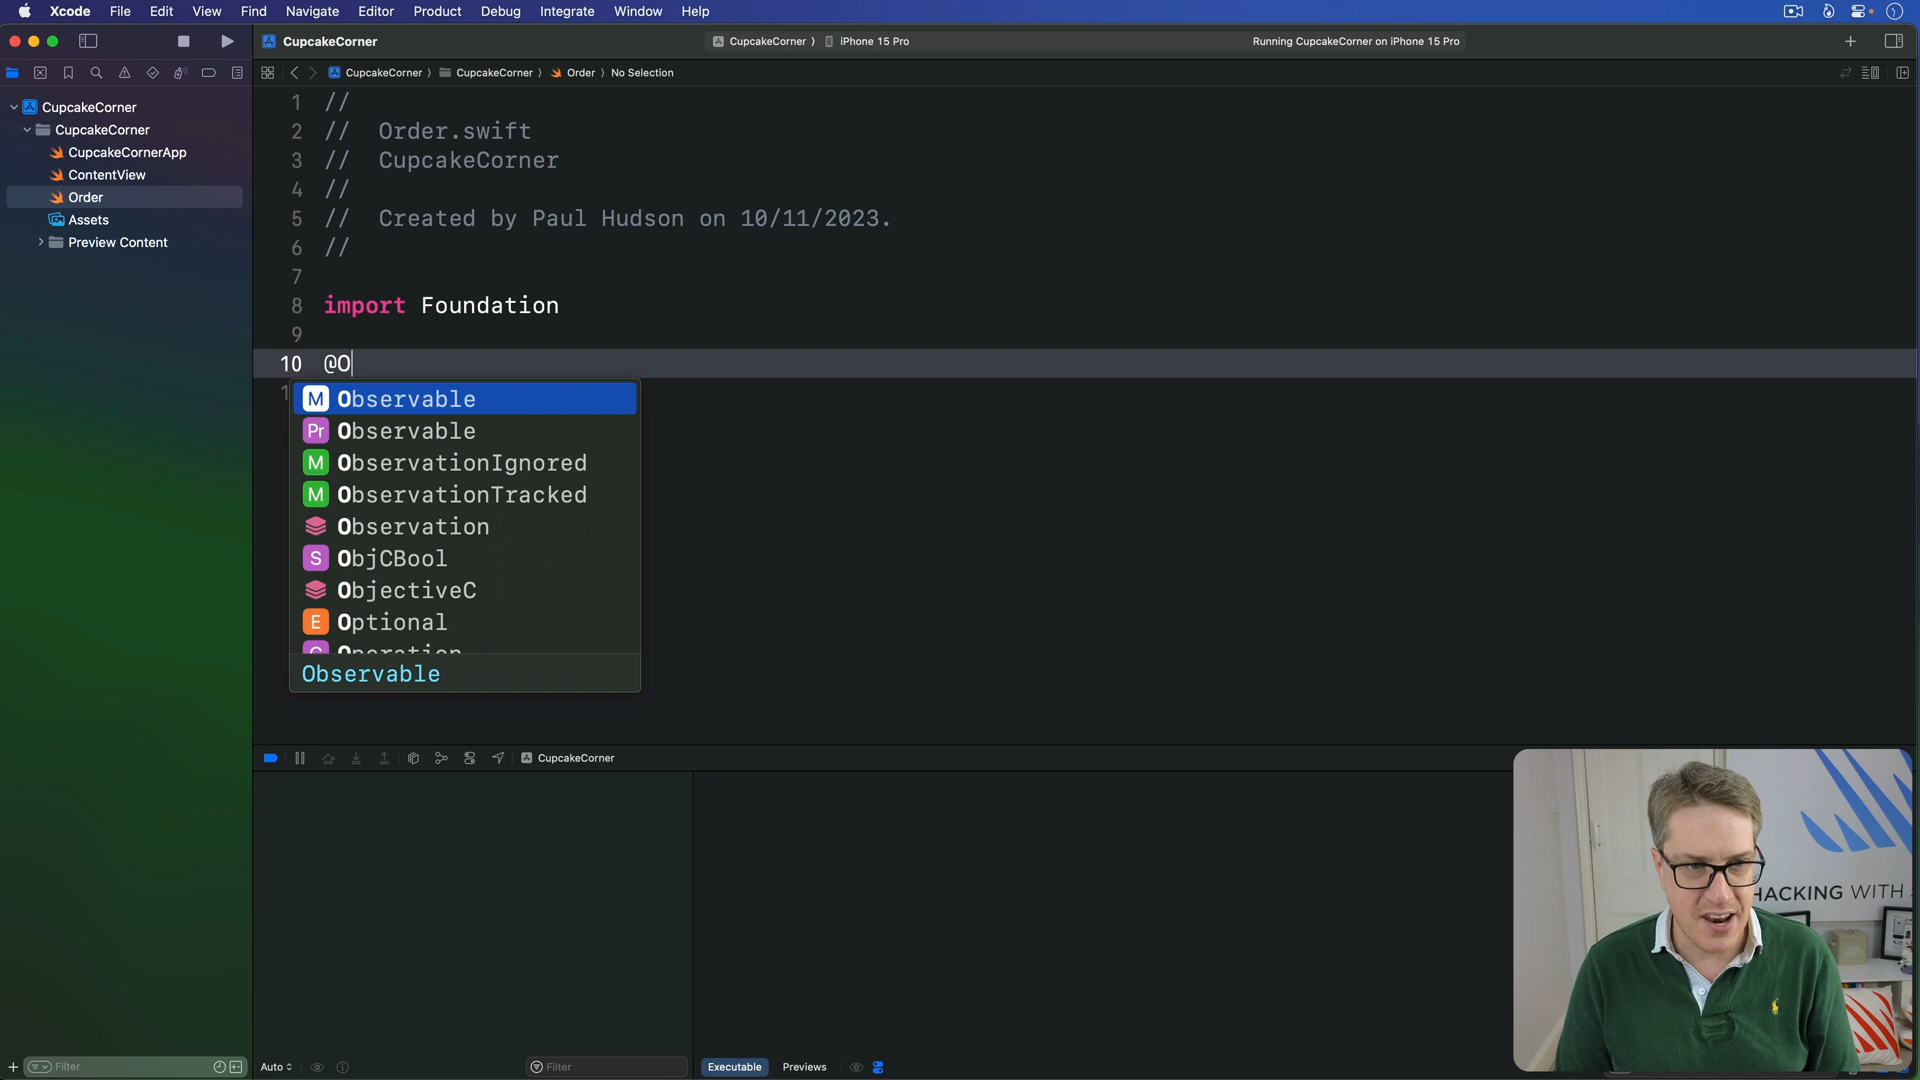 Xcode File Edit View Find Navigate Editor Product Debug Integrate Window Help
CupcakeCorner
CupcakeCorner 〉 iPhone 15 Pro
Running CupcakeCorner on iPhone 15 Pro
CupcakeCorner 〉 CupcakeCorner 〉 Order 〉 No Selection
CupcakeCorner
CupcakeCorner
CupcakeCornerApp
ContentView
Order
Assets
Preview Content
1 //
2 // Order.swift
3 // CupcakeCorner
4 //
5 // Created by Paul Hudson on 10/11/2023.
6 //
7
8 import Foundation
9
10 @O
M Observable
Pr Observable
M ObservationIgnored
M ObservationTracked
Observation
S ObjCBool
ObjectiveC
E Optional
Operation
Observable
CupcakeCorner
HACKING WITH
Filter
Auto
Filter
Executable Previews